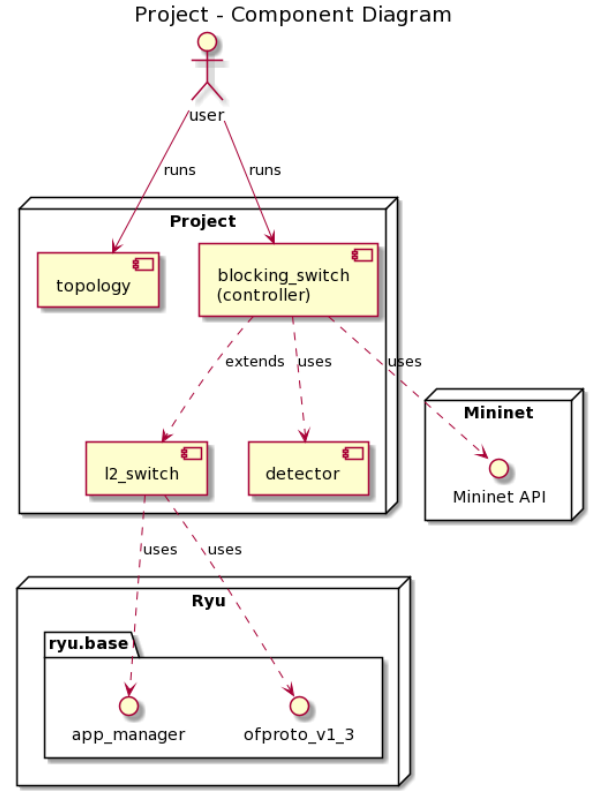 Project - Component Diagram
user
runs
runs
Project
topology
blocking_switch
(controller)
extends
uses
uses
Mininet
l2_switch
detector
Mininet API
uses
uses
Ryu
ryu.base
app_manager
ofproto_v1_3